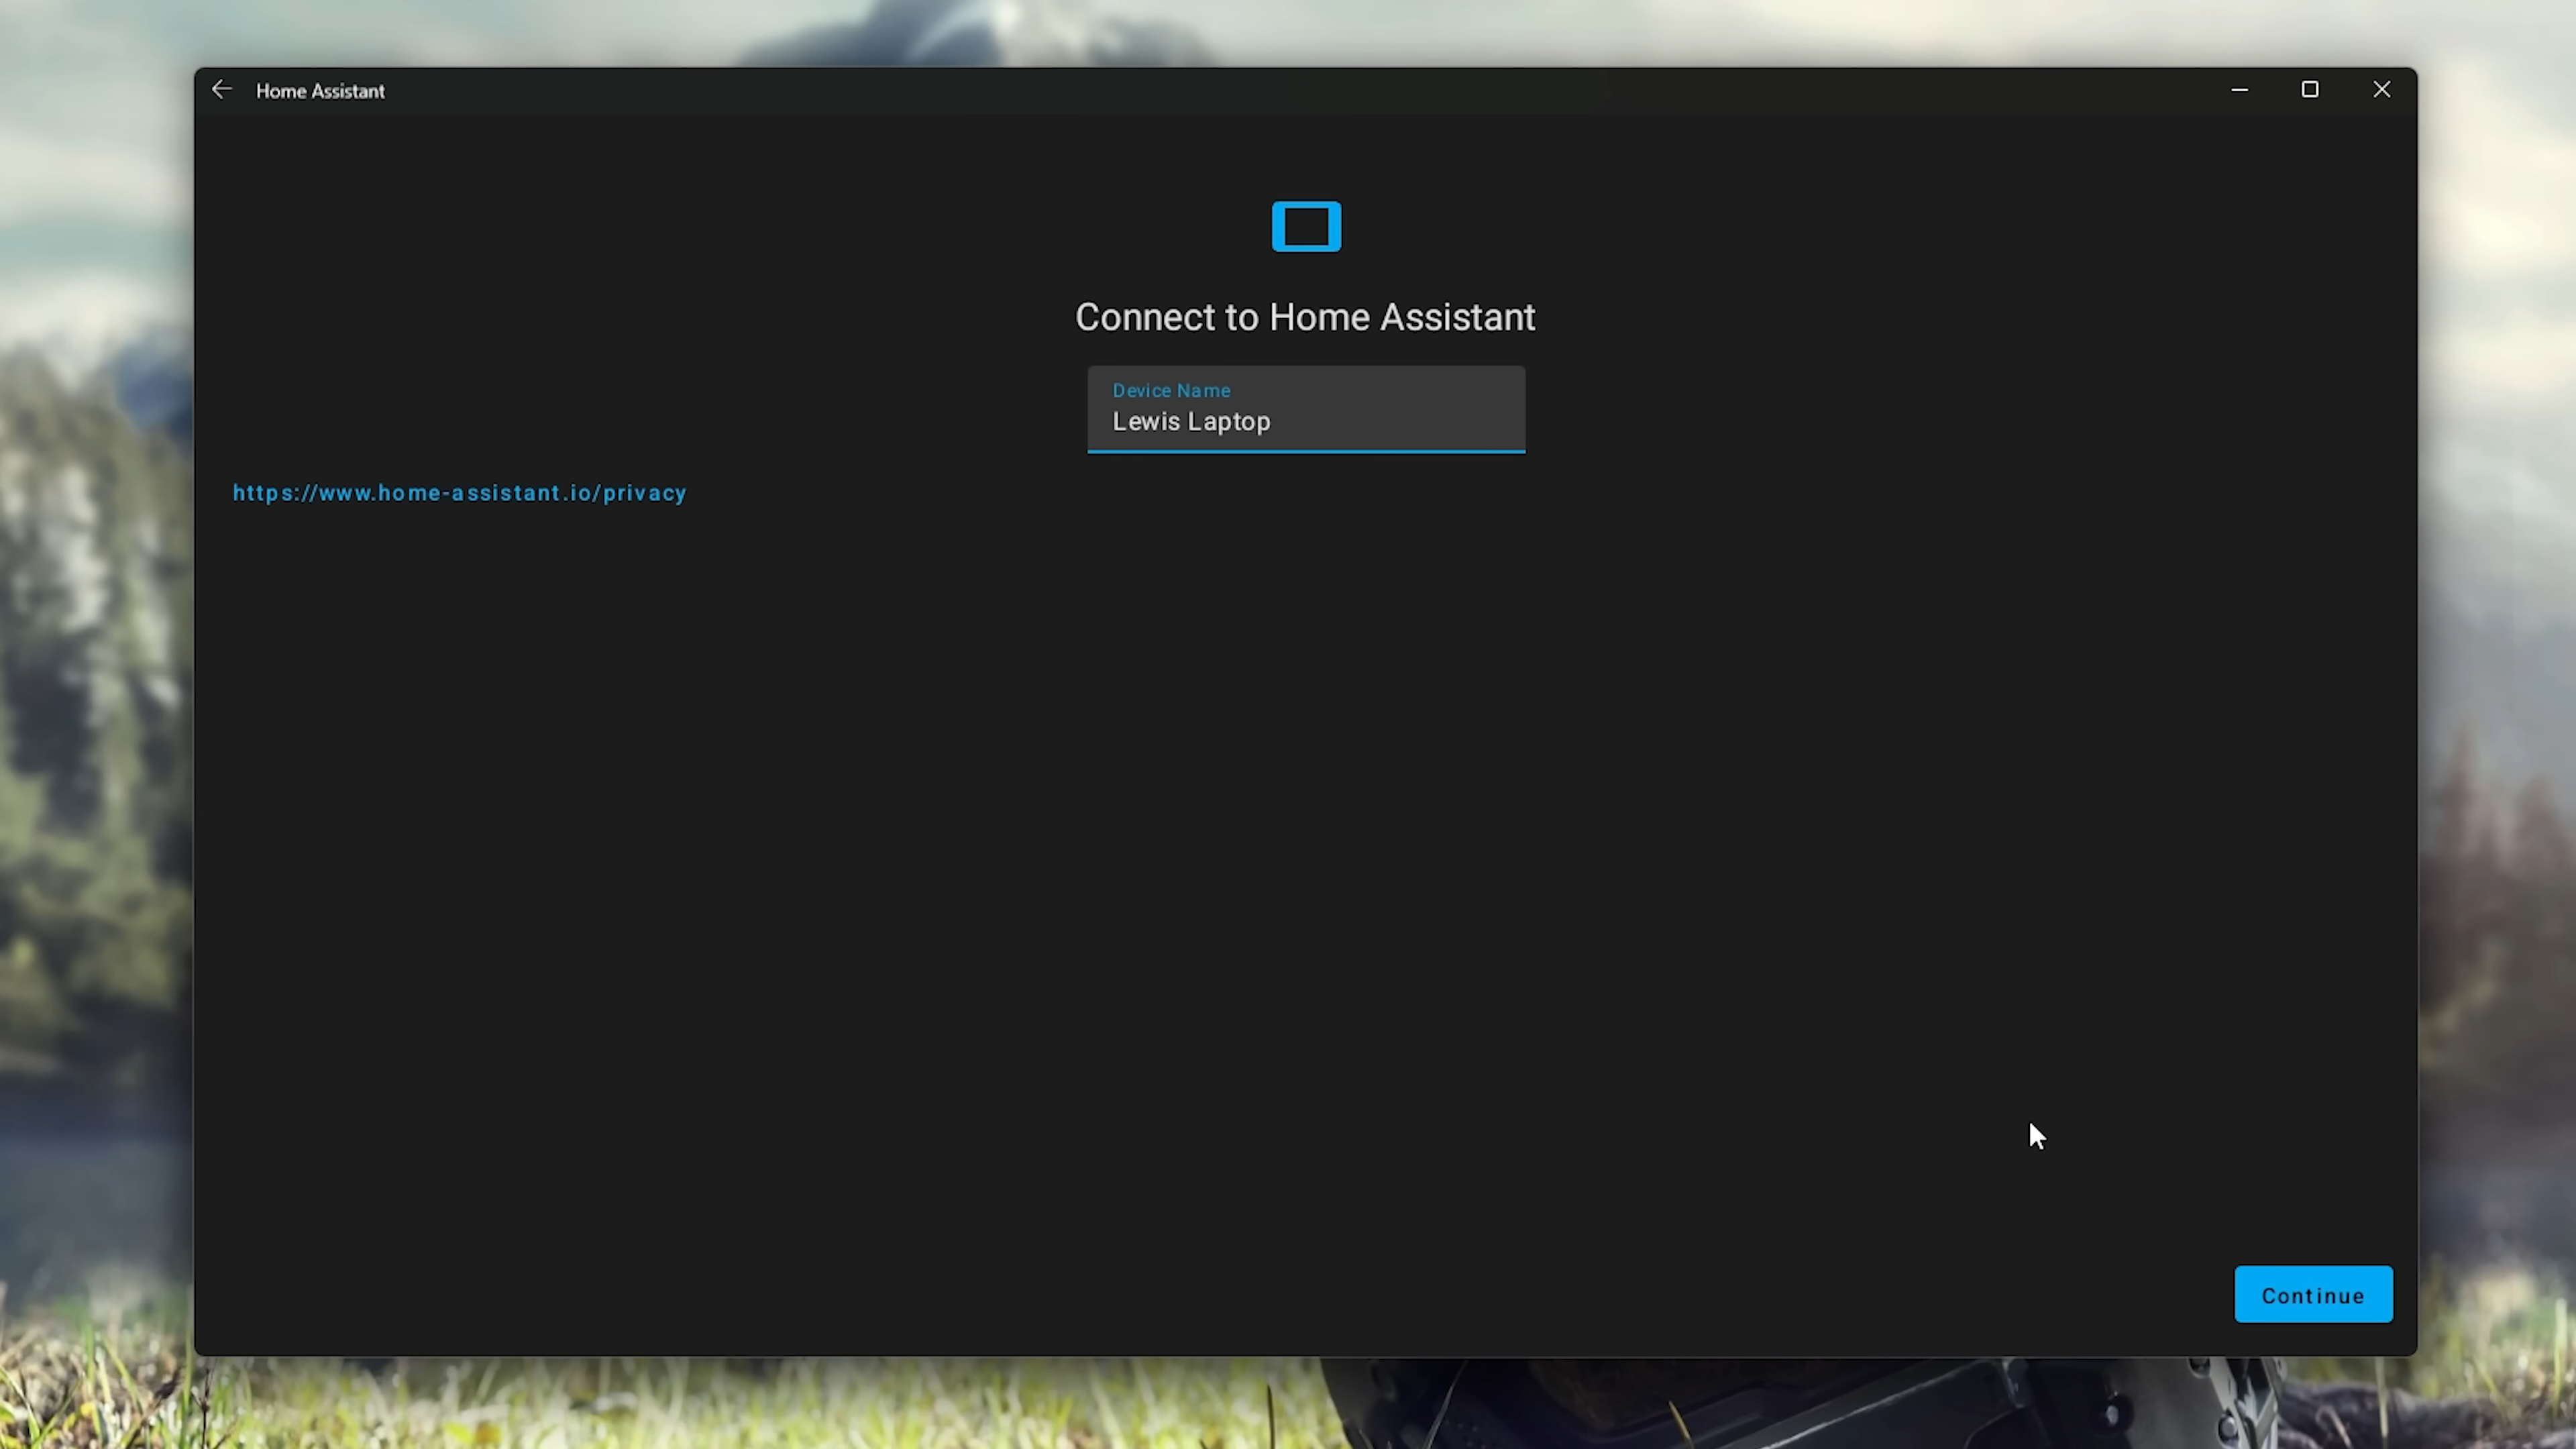 Home Assistant
Connect to Home Assistant
Device Name
Lewis Laptop
https://www.home-assistant.io/privacy
Continue